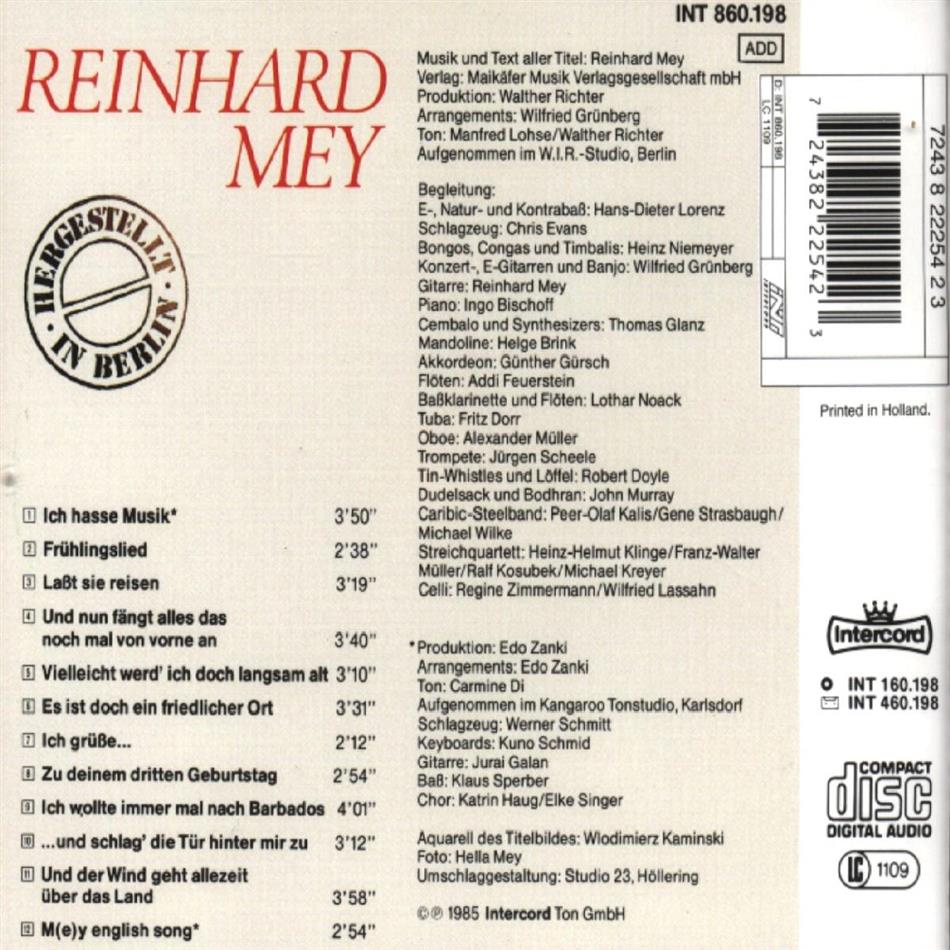 INT 860.198
ADD
REINHARD
MEY
HERGESTELLT
IN BERLIN
1 Ich hasse Musik* 3'50"
2 Frühlingslied 2'38"
3 Laßt sie reisen 3'19"
4 Und nun fängt alles das
noch mal von vorne an 3'40"
5 Vielleicht werd' ich doch langsam alt 3'10"
6 Es ist doch ein friedlicher Ort 3'31"
7 Ich grüße... 2'12"
8 Zu deinem dritten Geburtstag 2'54"
9 Ich wollte immer mal nach Barbados 4'01"
10 ...und schlag' die Tür hinter mir zu 3'12"
11 Und der Wind geht allezeit
über das Land 3'58"
12 M(e)y english song* 2'54"
Musik und Text aller Titel: Reinhard Mey
Verlag: Maikäfer Musik Verlagsgesellschaft mbH
Produktion: Walther Richter
Arrangements: Wilfried Grünberg
Ton: Manfred Lohse/Walther Richter
Aufgenommen im W.I.R.-Studio, Berlin
Begleitung:
E-, Natur- und Kontrabaß: Hans-Dieter Lorenz
Schlagzeug: Chris Evans
Bongos, Congas und Timbalis: Heinz Niemeyer
Konzert-, E-Gitarren und Banjo: Wilfried Grünberg
Gitarre: Reinhard Mey
Piano: Ingo Bischoff
Cembalo und Synthesizers: Thomas Glanz
Mandoline: Helge Brink
Akkordeon: Günther Gürsch
Flöten: Addi Feuerstein
Baßklarinette und Flöten: Lothar Noack
Tuba: Fritz Dorr
Oboe: Alexander Müller
Trompete: Jürgen Scheele
Tin-Whistles und Löffel: Robert Doyle
Dudelsack und Bodhran: John Murray
Caribic-Steelband: Peer-Olaf Kalis/Gene Strasbaugh/
Michael Wilke
Streichquartett: Heinz-Helmut Klinge/Franz-Walter
Müller/Ralf Kosubek/Michael Kreyer
Celli: Regine Zimmermann/Wilfried Lassahn
*Produktion: Edo Zanki
Arrangements: Edo Zanki
Ton: Carmine Di
Aufgenommen im Kangaroo Tonstudio, Karlsdorf
Schlagzeug: Werner Schmitt
Keyboards: Kuno Schmid
Gitarre: Jurai Galan
Baß: Klaus Sperber
Chor: Katrin Haug/Elke Singer
Aquarell des Titelbildes: Wlodimierz Kaminski
Foto: Hella Mey
Umschlaggestaltung: Studio 23, Höllering
©℗ 1985 Intercord Ton GmbH
D: INT 860.198
LC 1109
INT
intercord
7 24382 22542 3
7243 8 22254 2 3
Printed in Holland.
Intercord
INT 160.198
INT 460.198
COMPACT
disc
DIGITAL AUDIO
LC 1109